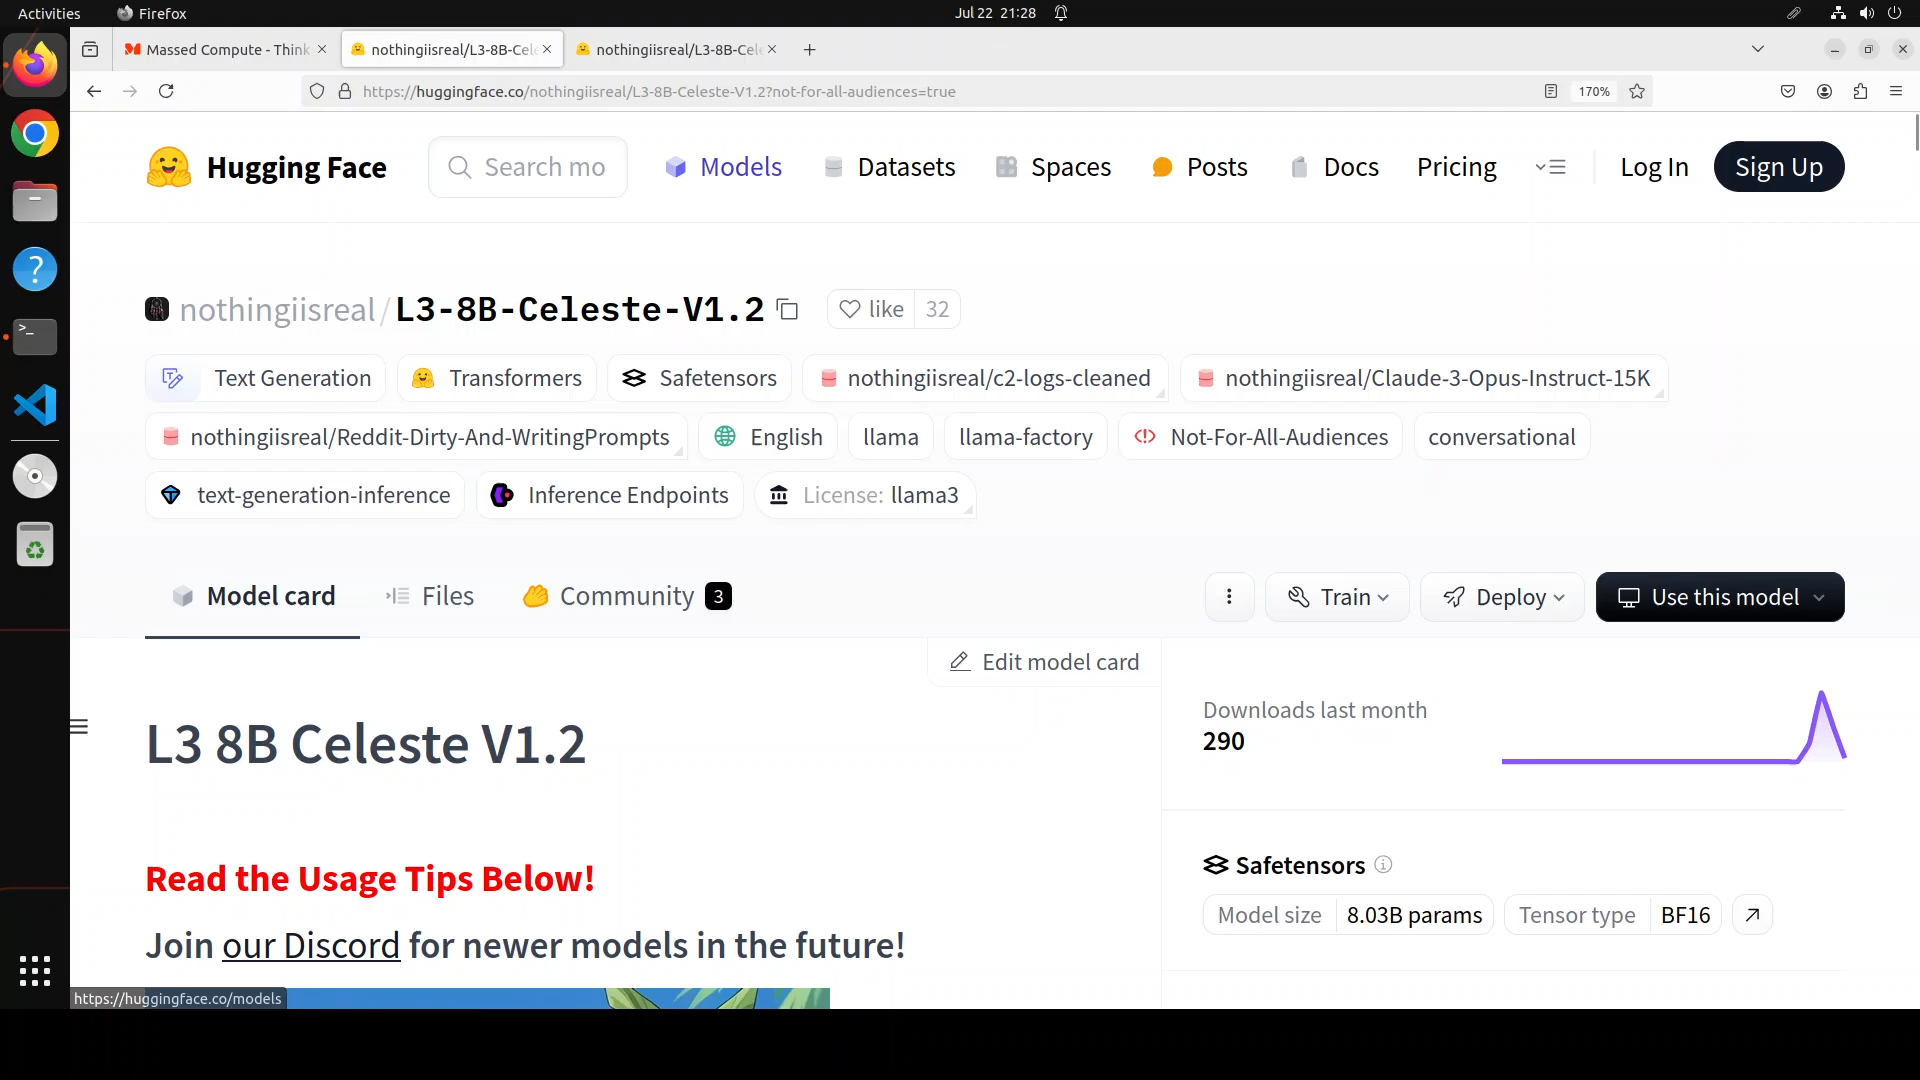 Activities
Firefox
Jul 22 21:28
Massed Compute - Think
nothingiisreal/L3-8B-Cele
nothingiisreal/L3-8B-Cele
https://huggingface.co/nothingiisreal/L3-8B-Celeste-V1.2?not-for-all-audiences=true
170%
Hugging Face
Search mo
Models
Datasets
Spaces
Posts
Docs
Pricing
Log In
Sign Up
nothingiisreal/L3-8B-Celeste-V1.2
like 32
Text Generation
Transformers
Safetensors
nothingiisreal/c2-logs-cleaned
nothingiisreal/Claude-3-Opus-Instruct-15K
nothingiisreal/Reddit-Dirty-And-WritingPrompts
English
llama
llama-factory
Not-For-All-Audiences
conversational
text-generation-inference
Inference Endpoints
License: llama3
Model card
Files
Community 3
Train
Deploy
Use this model
Edit model card
L3 8B Celeste V1.2
Read the Usage Tips Below!
Join our Discord for newer models in the future!
Downloads last month
290
Safetensors
Model size 8.03B params
Tensor type BF16
https://huggingface.co/models